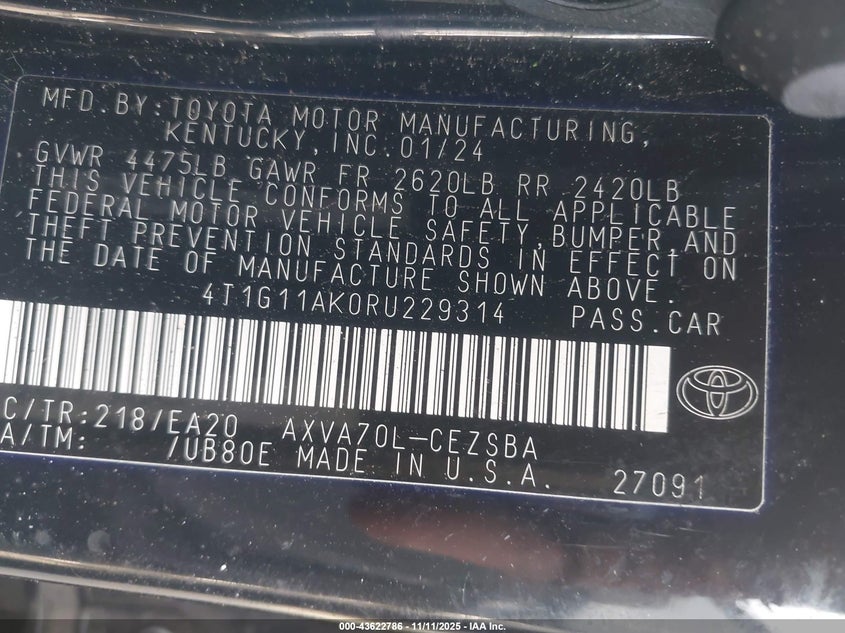 MFD. BY: TOYOTA MOTOR MANUFACTURING,
KENTUCKY, INC. 01/24
GVWR 4475LB GAWR FR 2620LB RR 2420LB
THIS VEHICLE CONFORMS TO ALL APPLICABLE
FEDERAL MOTOR VEHICLE SAFETY, BUMPER, AND
THEFT PREVENTION STANDARDS IN EFFECT ON
THE DATE OF MANUFACTURE SHOWN ABOVE.
4T1G11AK0RU229314 PASS. CAR
C/TR: 218/EA20 AXVA70L-CEZSBA
A/TM: /UB80E MADE IN U.S.A. 27091
000-43622786 - 11/11/2025 - IAA Inc.